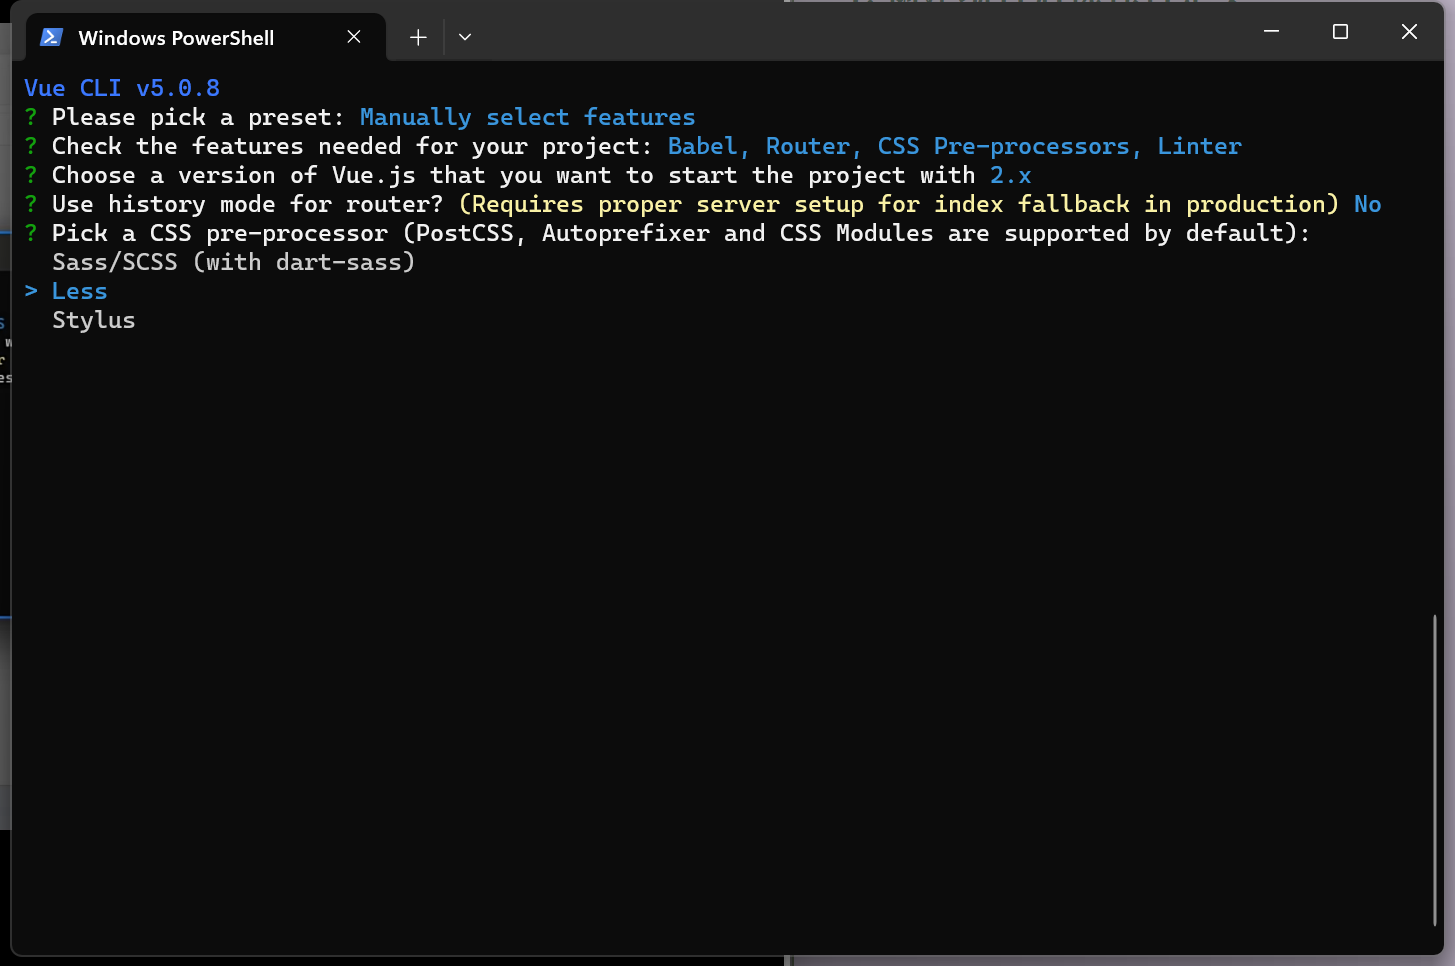 Windows PowerShell
Vue CLI v5.0.8
? Please pick a preset: Manually select features
? Check the features needed for your project: Babel, Router, CSS Pre-processors, Linter
? Choose a version of Vue.js that you want to start the project with 2.x
? Use history mode for router? (Requires proper server setup for index fallback in production) No
? Pick a CSS pre-processor (PostCSS, Autoprefixer and CSS Modules are supported by default):
Sass/SCSS (with dart-sass)
> Less
Stylus